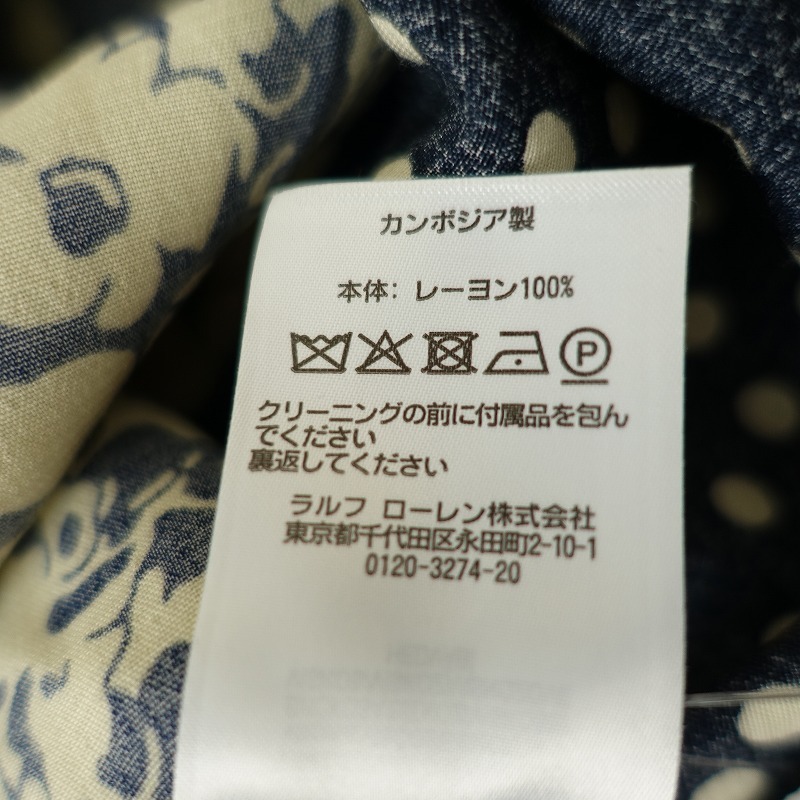 カンボジア製
本体: レーヨン100%
P
クリーニングの前に付属品を包ん
でください
裏返してください
ラルフ ローレン株式会社
東京都千代田区永田町2-10-1
0120-3274-20